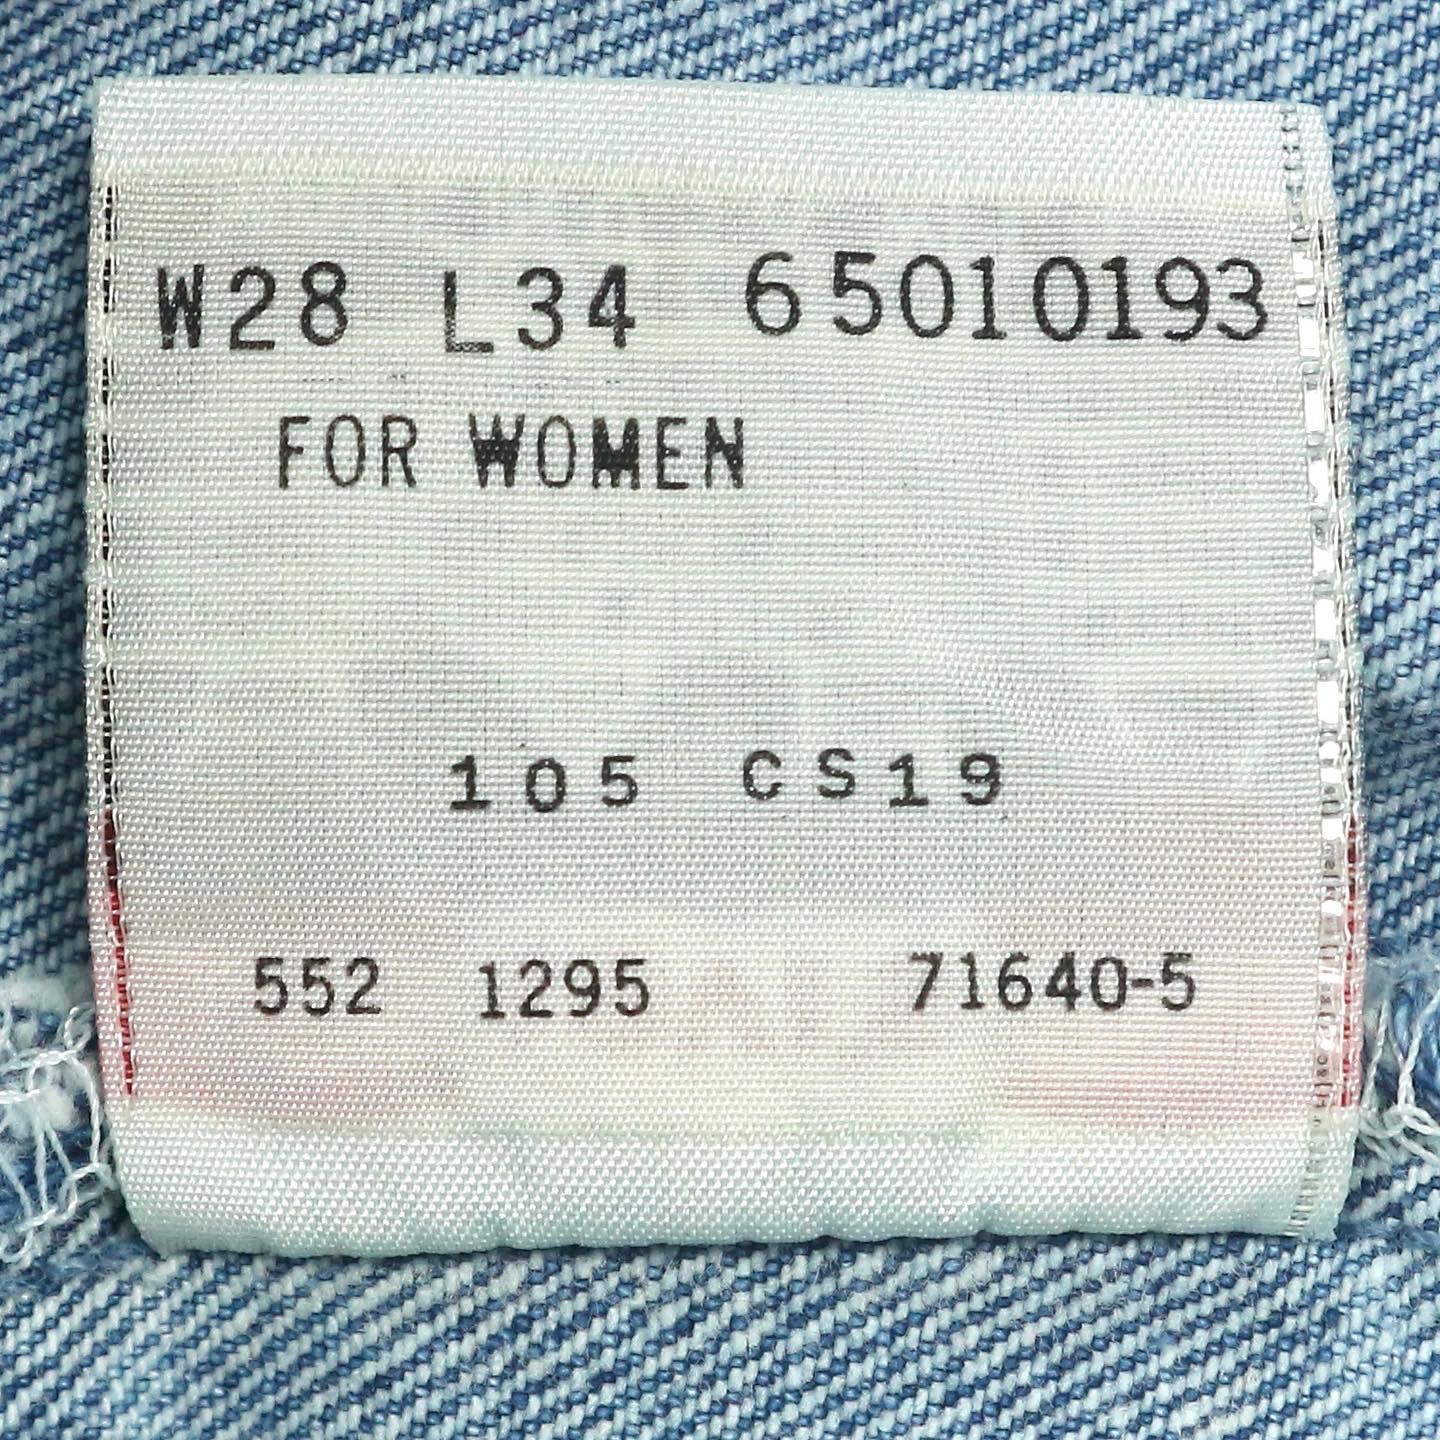 W28 L34 65010193
FOR WOMEN
105 CS19
552 1295 71640-5